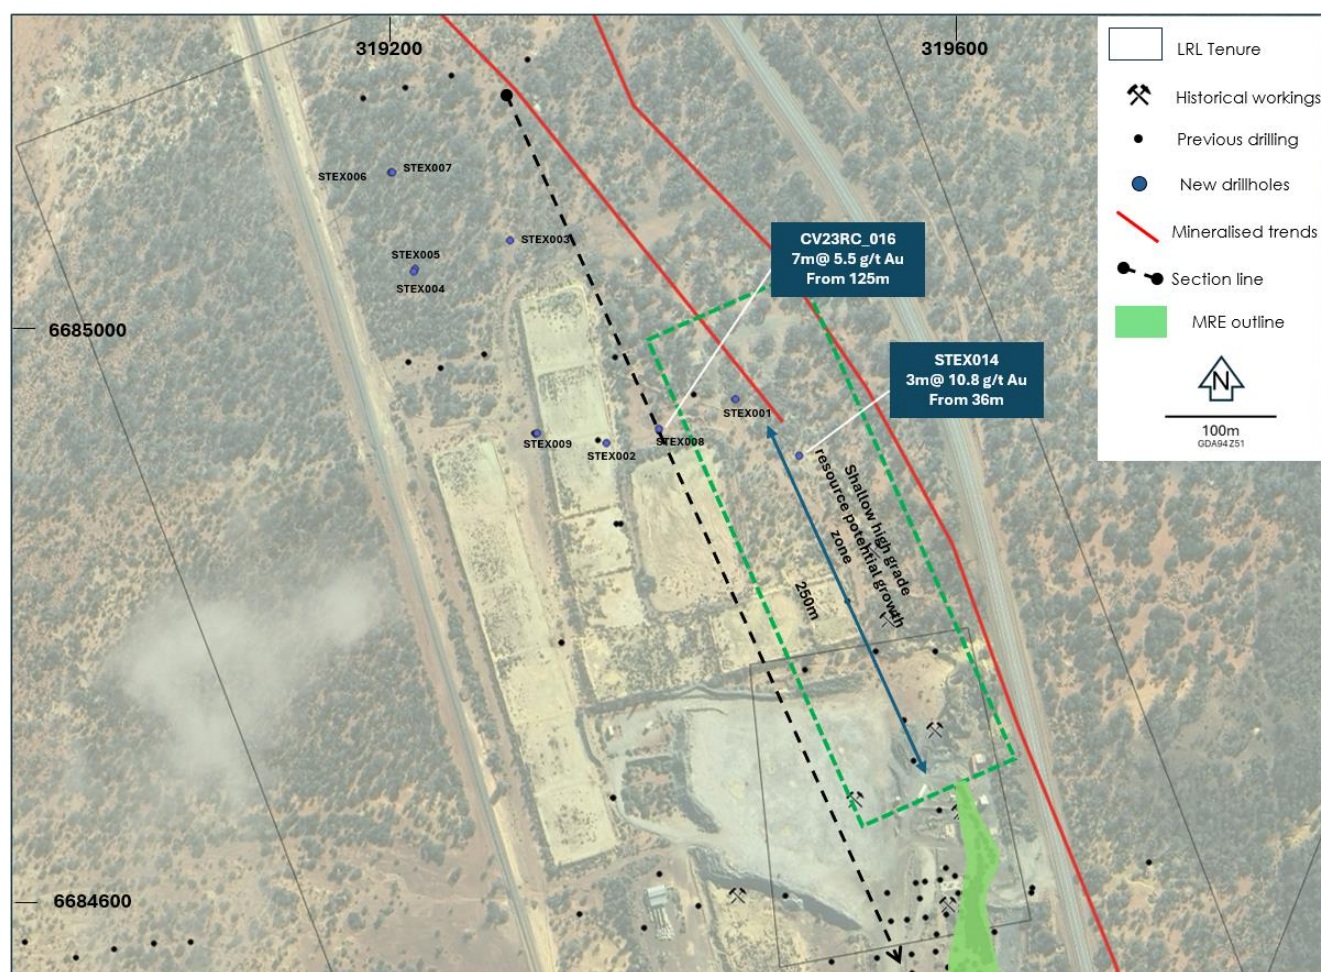 319200
319600
LRL Tenure
Historical workings
Previous drilling
New drillholes
Mineralised trends
Section line
MRE outline
N
100m
GDA94Z51
STEX006
STEX007
STEX003
STEX005
STEX004
CV23RC_016
7m@ 5.5 g/t Au
From 125m
6685000
STEX014
3m@ 10.8 g/t Au
From 36m
STEX001
STEX009
STEX002
STEX008
Shallow high grade
resource potential growth
zone
250m
6684600